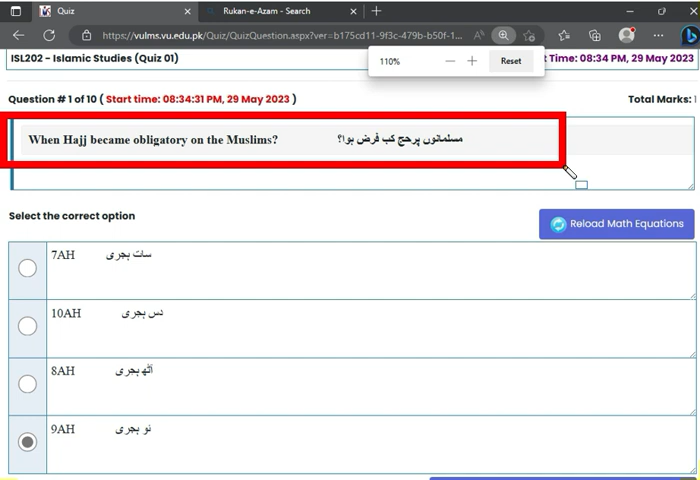 Quiz
Rukan-e-Azam - Search
https://vulms.vu.edu.pk/Quiz/QuizQuestion.aspx?ver=b175cd11-9f3c-479b-b50f-1...
ISL202 - Islamic Studies (Quiz 01)
110%
Reset
Time: 08:34 PM, 29 May 2023
Question # 1 of 10 ( Start time: 08:34:31 PM, 29 May 2023 )
Total Marks: 1
When Hajj became obligatory on the Muslims? مسلمانوں پرحج کب فرض ہوا؟
Select the correct option
Reload Math Equations
7AH سات ہجری
10AH دس ہجری
8AH آٹھ ہجری
9AH نو ہجری